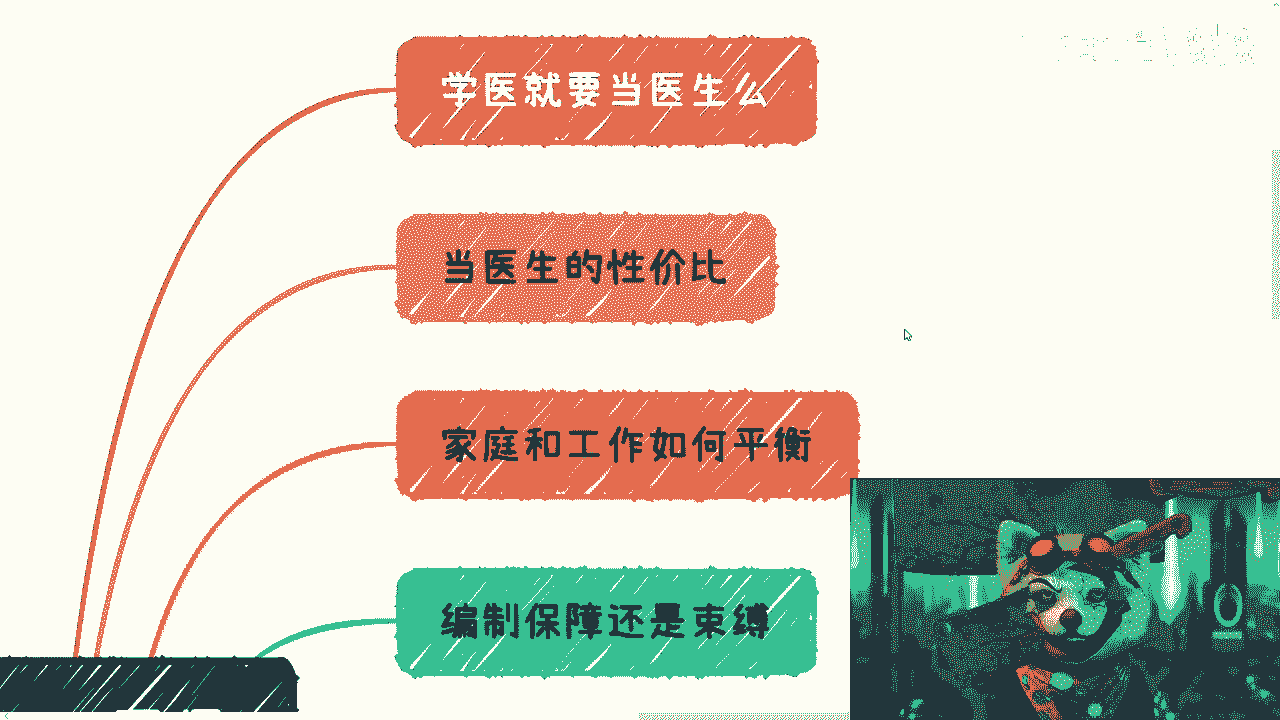 学医就要当医生么
当医生的性价比
家庭和工作如何平衡
编制保障还是束缚